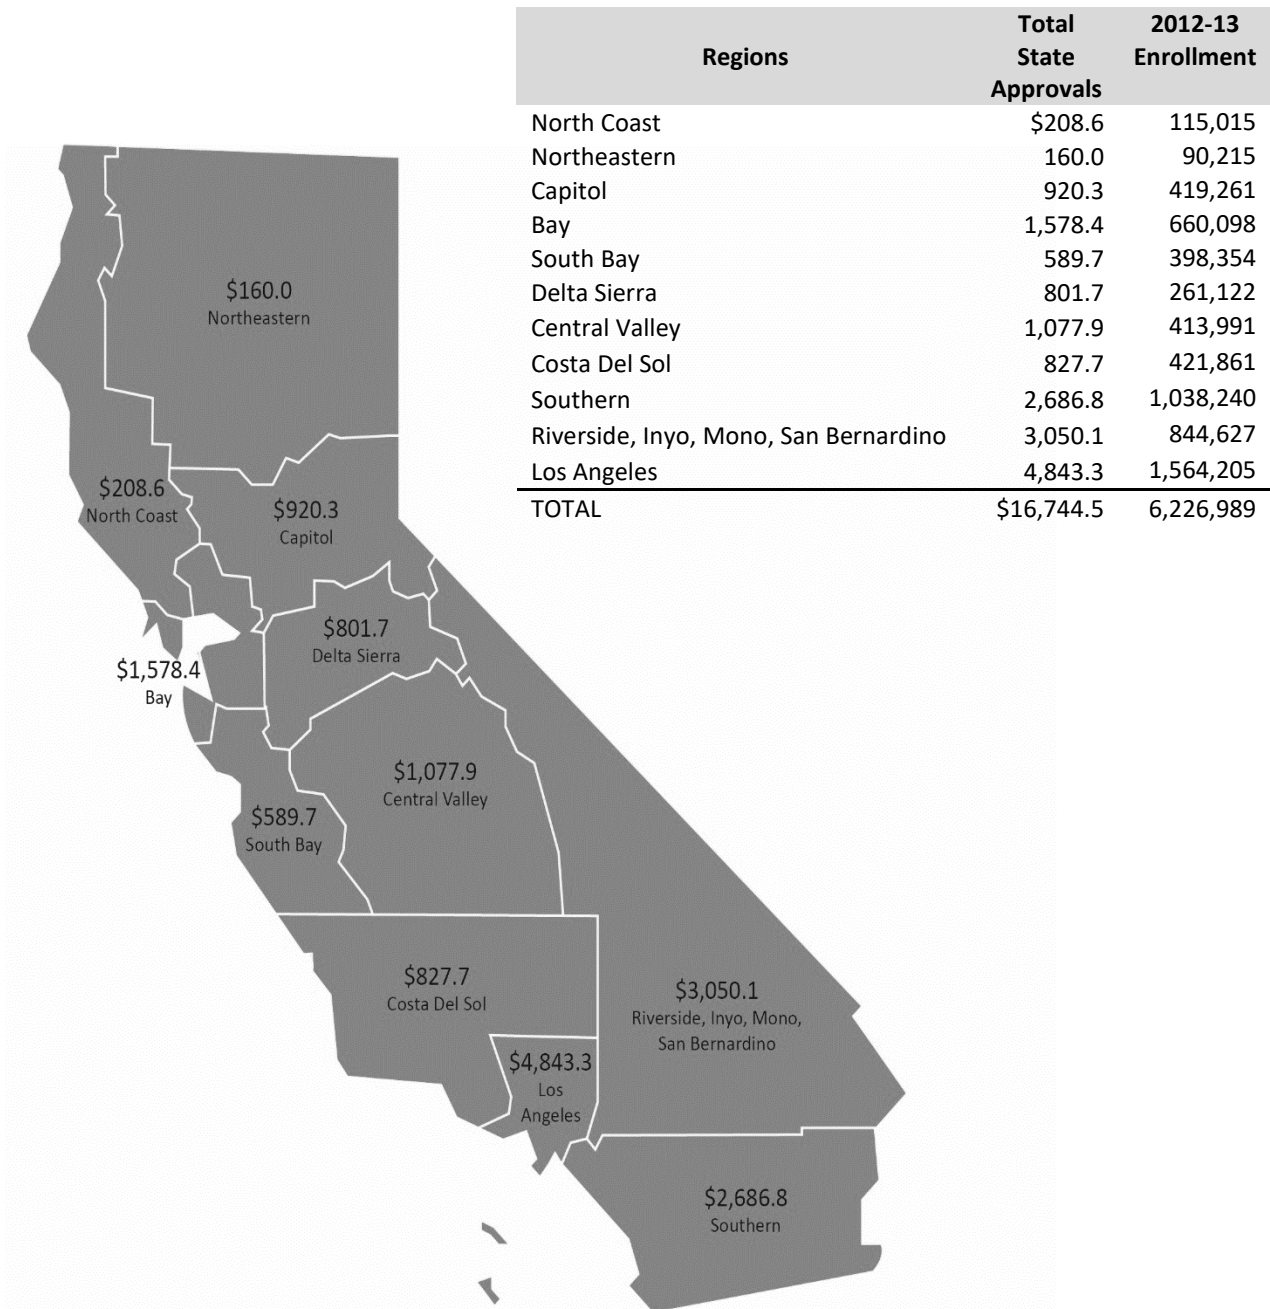 Total 2012-13
Regions State Enrollment
Approvals
North Coast $208.6 115,015
Northeastern 160.0 90,215
Capitol 920.3 419,261
Bay 1,578.4 660,098
South Bay 589.7 398,354
Delta Sierra 801.7 261,122
Central Valley 1,077.9 413,991
Costa Del Sol 827.7 421,861
Southern 2,686.8 1,038,240
Riverside, Inyo, Mono, San Bernardino 3,050.1 844,627
Los Angeles 4,843.3 1,564,205
TOTAL $16,744.5 6,226,989
$160.0
Northeastern
$208.6
North Coast
$920.3
Capitol
$801.7
Delta Sierra
$1,578.4
Bay
$1,077.9
Central Valley
$589.7
South Bay
$827.7
Costa Del Sol
$3,050.1
Riverside, Inyo, Mono,
San Bernardino
$4,843.3
Los
Angeles
$2,686.8
Southern